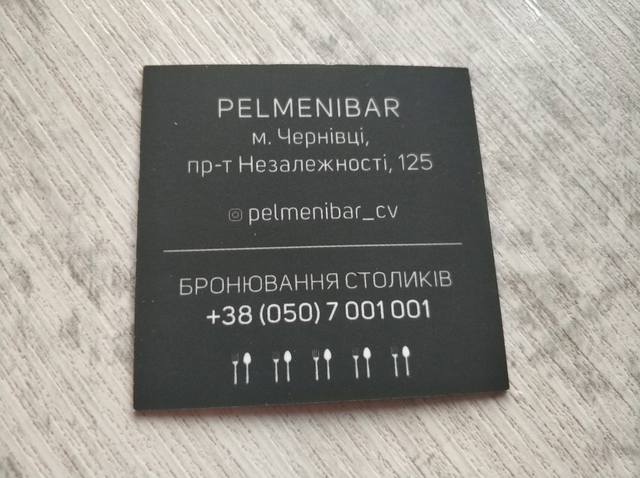 PELMENIBAR
м. Чернівці,
пр-т Незалежності, 125
pelmenibar_cv
БРОНЮВАННЯ СТОЛИКІВ
+38 (050) 7 001 001